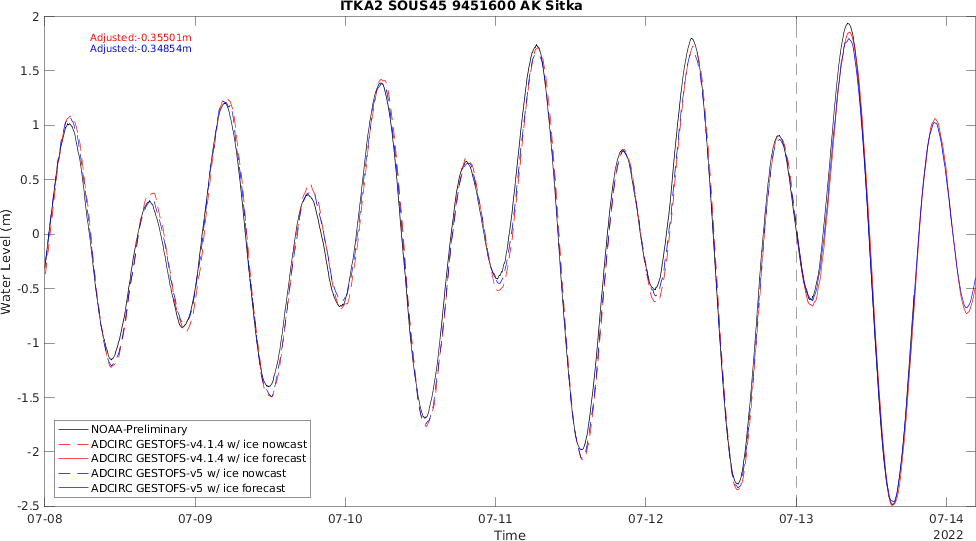 ITKA2 SOUS45 9451600 AK Sitka
Adjusted:-0.35501m
Adjusted:-0.34854m
2
1.5
1
0.5
0
-0.5
-1
-1.5
-2
-2.5
Water Level (m)
NOAA-Preliminary
ADCIRC GESTOFS-v4.1.4 w/ ice nowcast
ADCIRC GESTOFS-v4.1.4 w/ ice forecast
ADCIRC GESTOFS-v5 w/ ice nowcast
ADCIRC GESTOFS-v5 w/ ice forecast
07-08 07-09 07-10 07-11 07-12 07-13 07-14
Time
2022